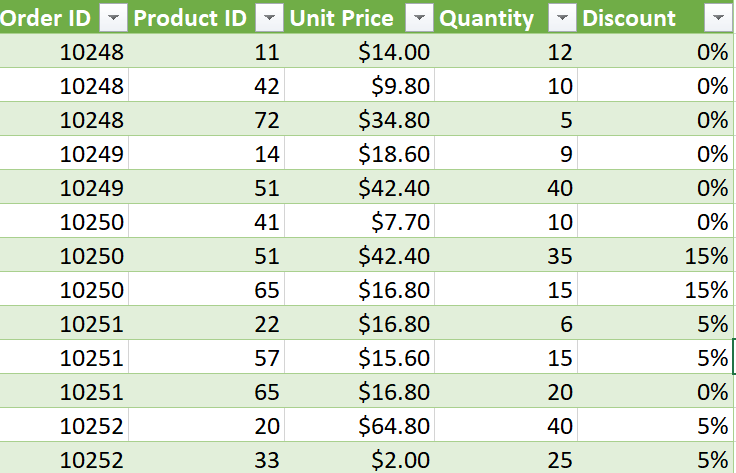 Order ID Product ID Unit Price Quantity Discount
10248 11 $14.00 12 0%
10248 42 $9.80 10 0%
10248 72 $34.80 5 0%
10249 14 $18.60 9 0%
10249 51 $42.40 40 0%
10250 41 $7.70 10 0%
10250 51 $42.40 35 15%
10250 65 $16.80 15 15%
10251 22 $16.80 6 5%
10251 57 $15.60 15 5%
10251 65 $16.80 20 0%
10252 20 $64.80 40 5%
10252 33 $2.00 25 5%